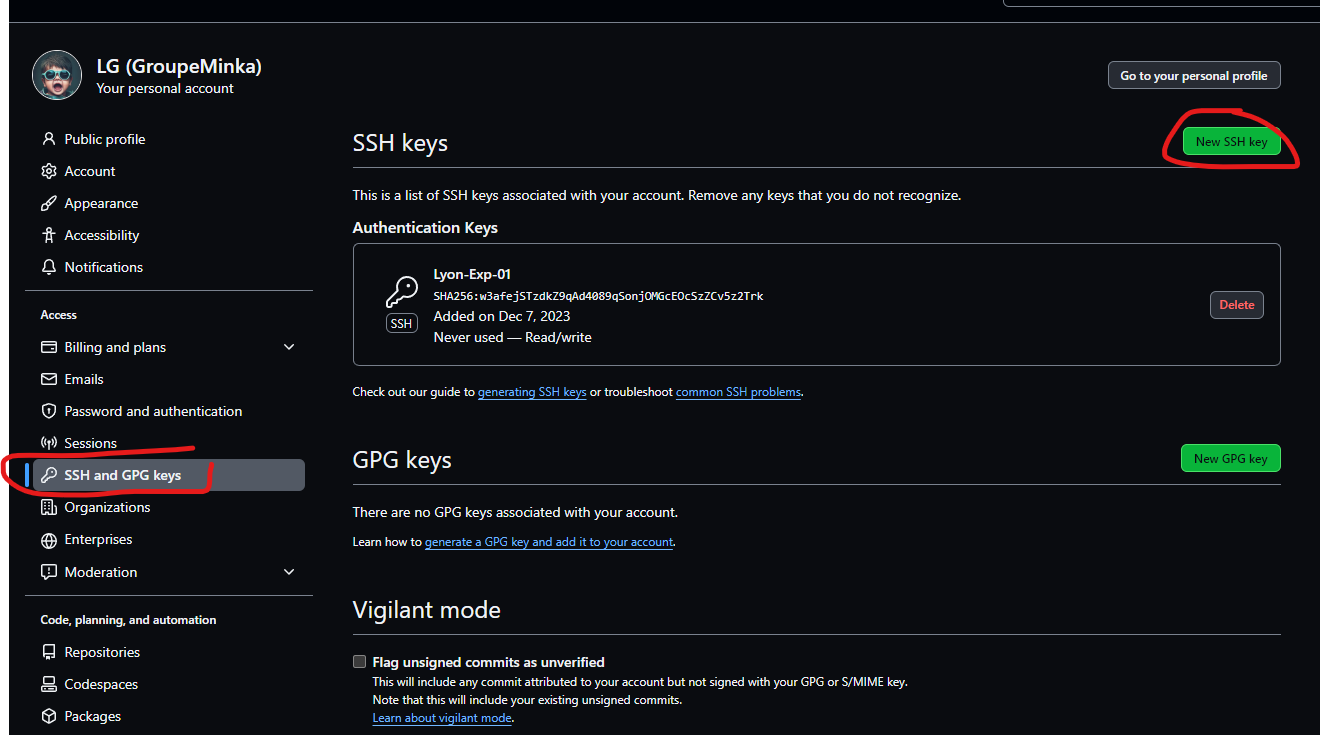 LG (GroupeMinka)
Your personal account
Go to your personal profile
Public profile
Account
Appearance
Accessibility
Notifications
Access
Billing and plans
Emails
Password and authentication
Sessions
SSH and GPG keys
Organizations
Enterprises
Moderation
Code, planning, and automation
Repositories
Codespaces
Packages
SSH keys
New SSH key
This is a list of SSH keys associated with your account. Remove any keys that you do not recognize.
Authentication Keys
Lyon-Exp-01
SHA256:w3afejSTzdkZ9qAd4089qSonjOMGcEOcSzZCv5z2Trk
Added on Dec 7, 2023
Never used — Read/write
SSH
Delete
Check out our guide to generating SSH keys or troubleshoot common SSH problems.
GPG keys
New GPG key
There are no GPG keys associated with your account.
Learn how to generate a GPG key and add it to your account.
Vigilant mode
Flag unsigned commits as unverified
This will include any commit attributed to your account but not signed with your GPG or S/MIME key.
Note that this will include your existing unsigned commits.
Learn about vigilant mode.